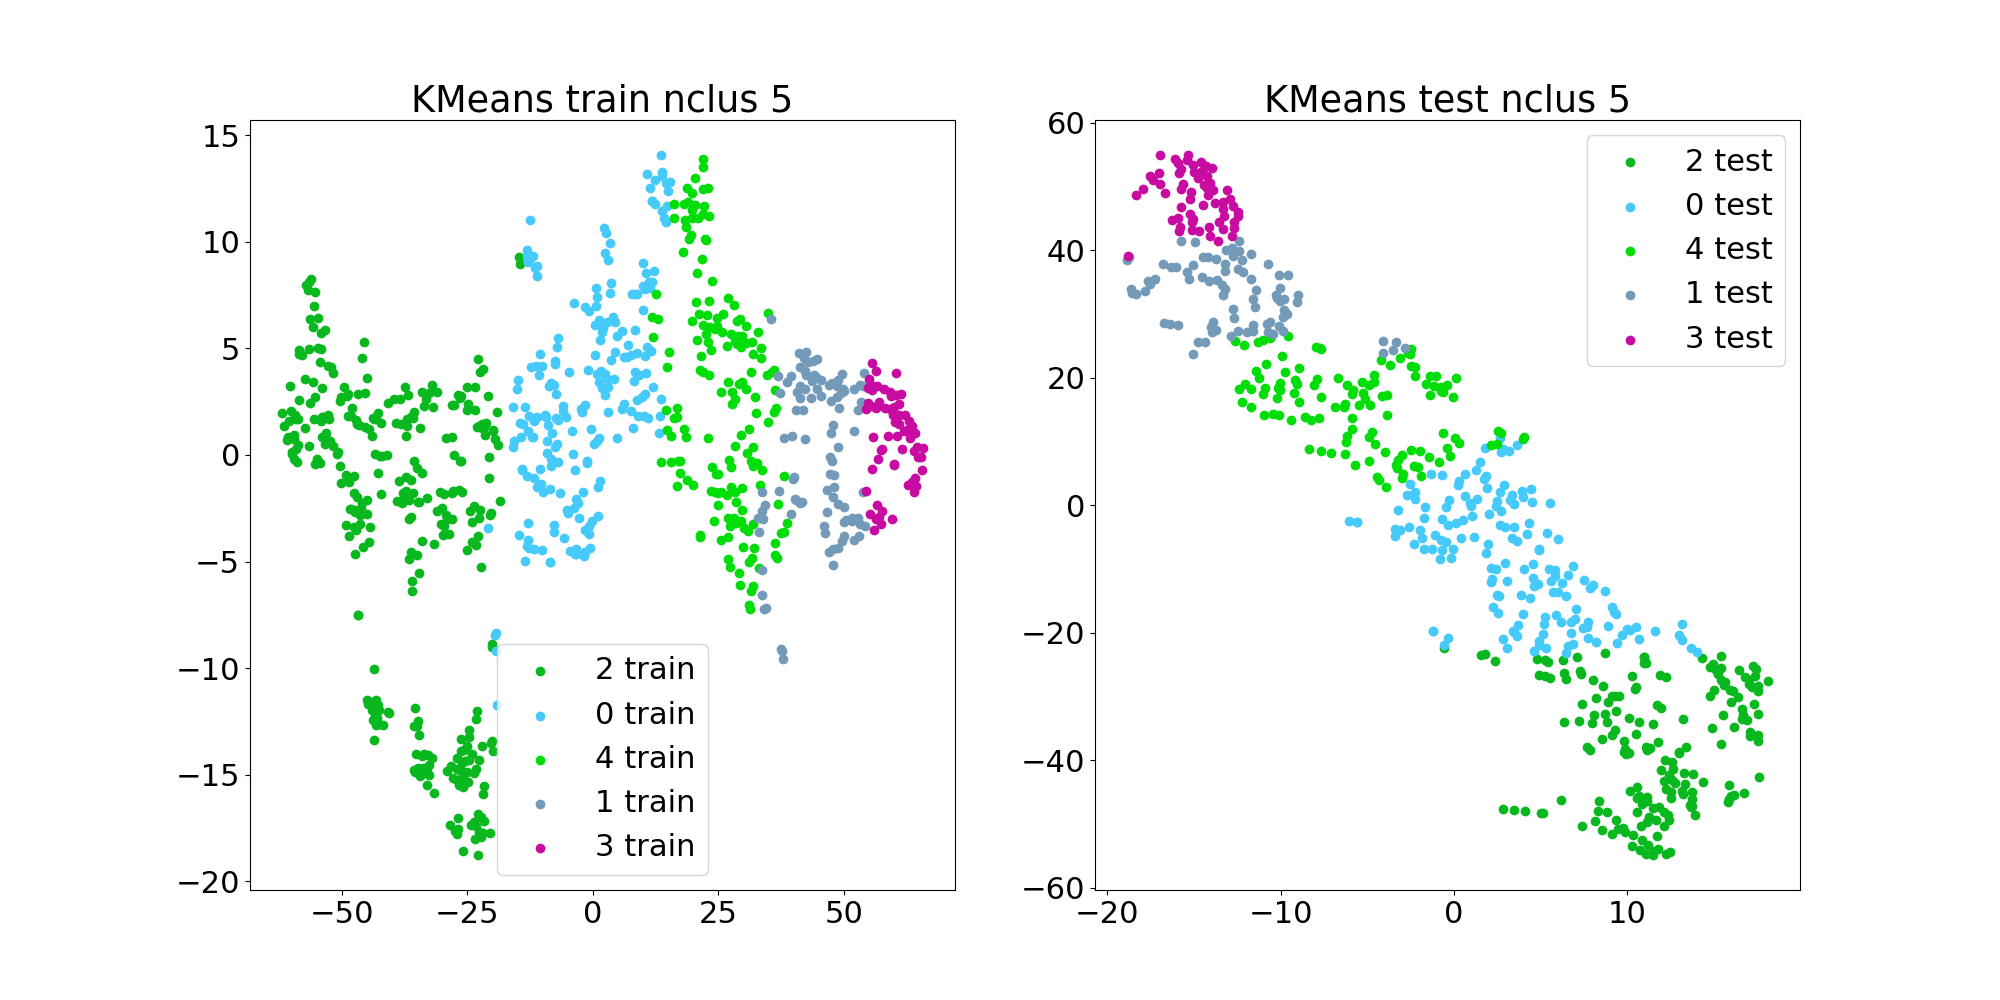 KMeans train nclus 5
15
10
5
0
−5
−10
−15
−20
−50
−25
0
25
50
2 train
0 train
4 train
1 train
3 train
KMeans test nclus 5
60
40
20
0
−20
−40
−60
−20
−10
0
10
2 test
0 test
4 test
1 test
3 test